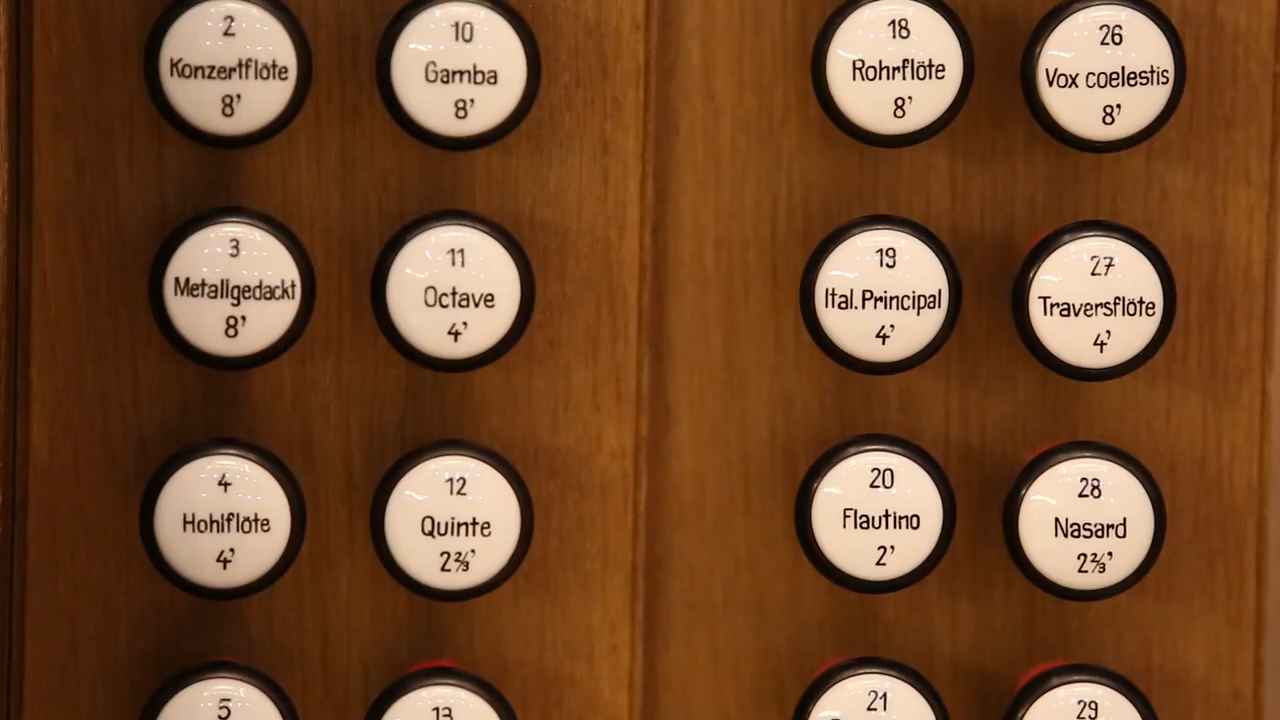 2
Konzertflöte
8’
10
Gamba
8’
18
Rohrflöte
8’
26
Vox coelestis
8’
3
Metallgedackt
8’
11
Octave
4’
19
Ital. Principal
4’
27
Traversflöte
4’
4
Hohlflöte
4’
12
Quinte
2⅔’
20
Flautino
2’
28
Nasard
2⅔’
5
13
21
29